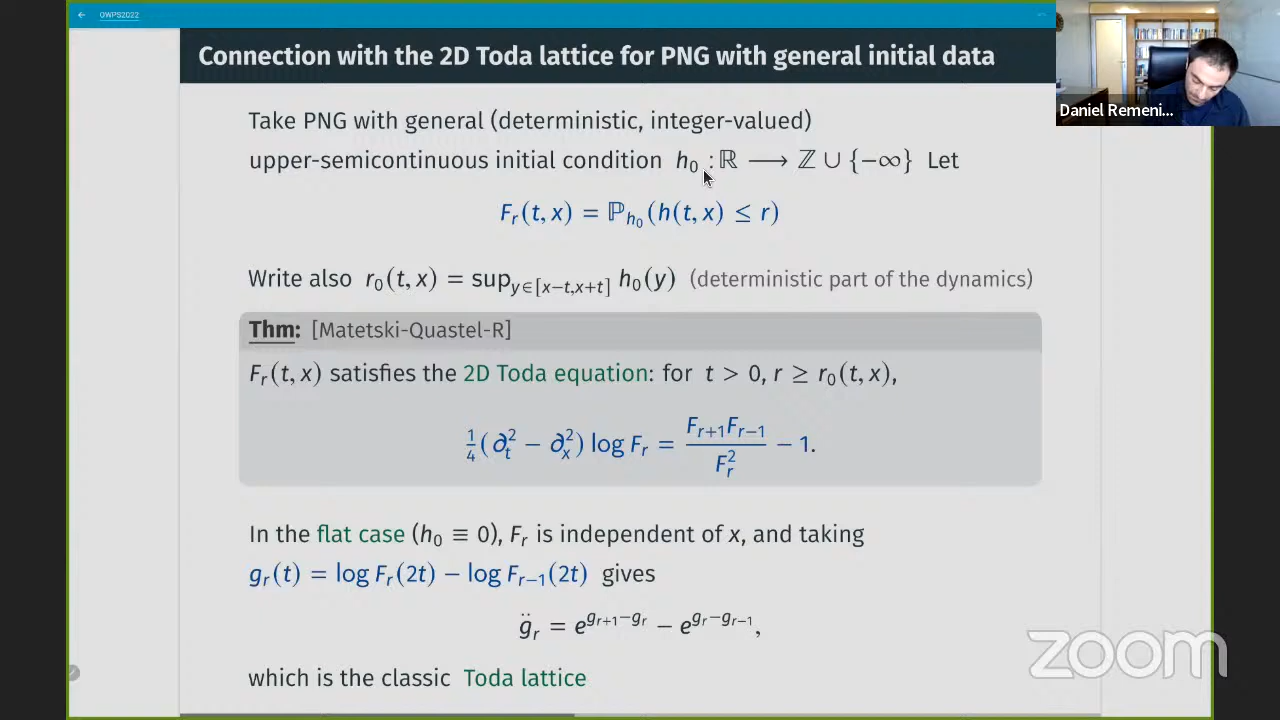 OWPS2022
Connection with the 2D Toda lattice for PNG with general initial data
Daniel Remeni...
Take PNG with general (deterministic, integer-valued)
upper-semicontinuous initial condition h₀ : ℝ ⟶ ℤ ∪ {−∞} Let
F_r(t, x) = ℙ_{h₀}(h(t, x) ≤ r)
Write also r₀(t, x) = sup_{y∈[x−t,x+t]} h₀(y) (deterministic part of the dynamics)
Thm: [Matetski-Quastel-R]
F_r(t, x) satisfies the 2D Toda equation: for t > 0, r ≥ r₀(t, x),
¼(∂_t² − ∂_x²) log F_r = \frac{F_{r+1}F_{r−1}}{F_r²} − 1.
In the flat case (h₀ ≡ 0), F_r is independent of x, and taking
g_r(t) = log F_r(2t) − log F_{r−1}(2t) gives
g̈_r = e^{g_{r+1}−g_r} − e^{g_r−g_{r−1}},
which is the classic Toda lattice
zoom